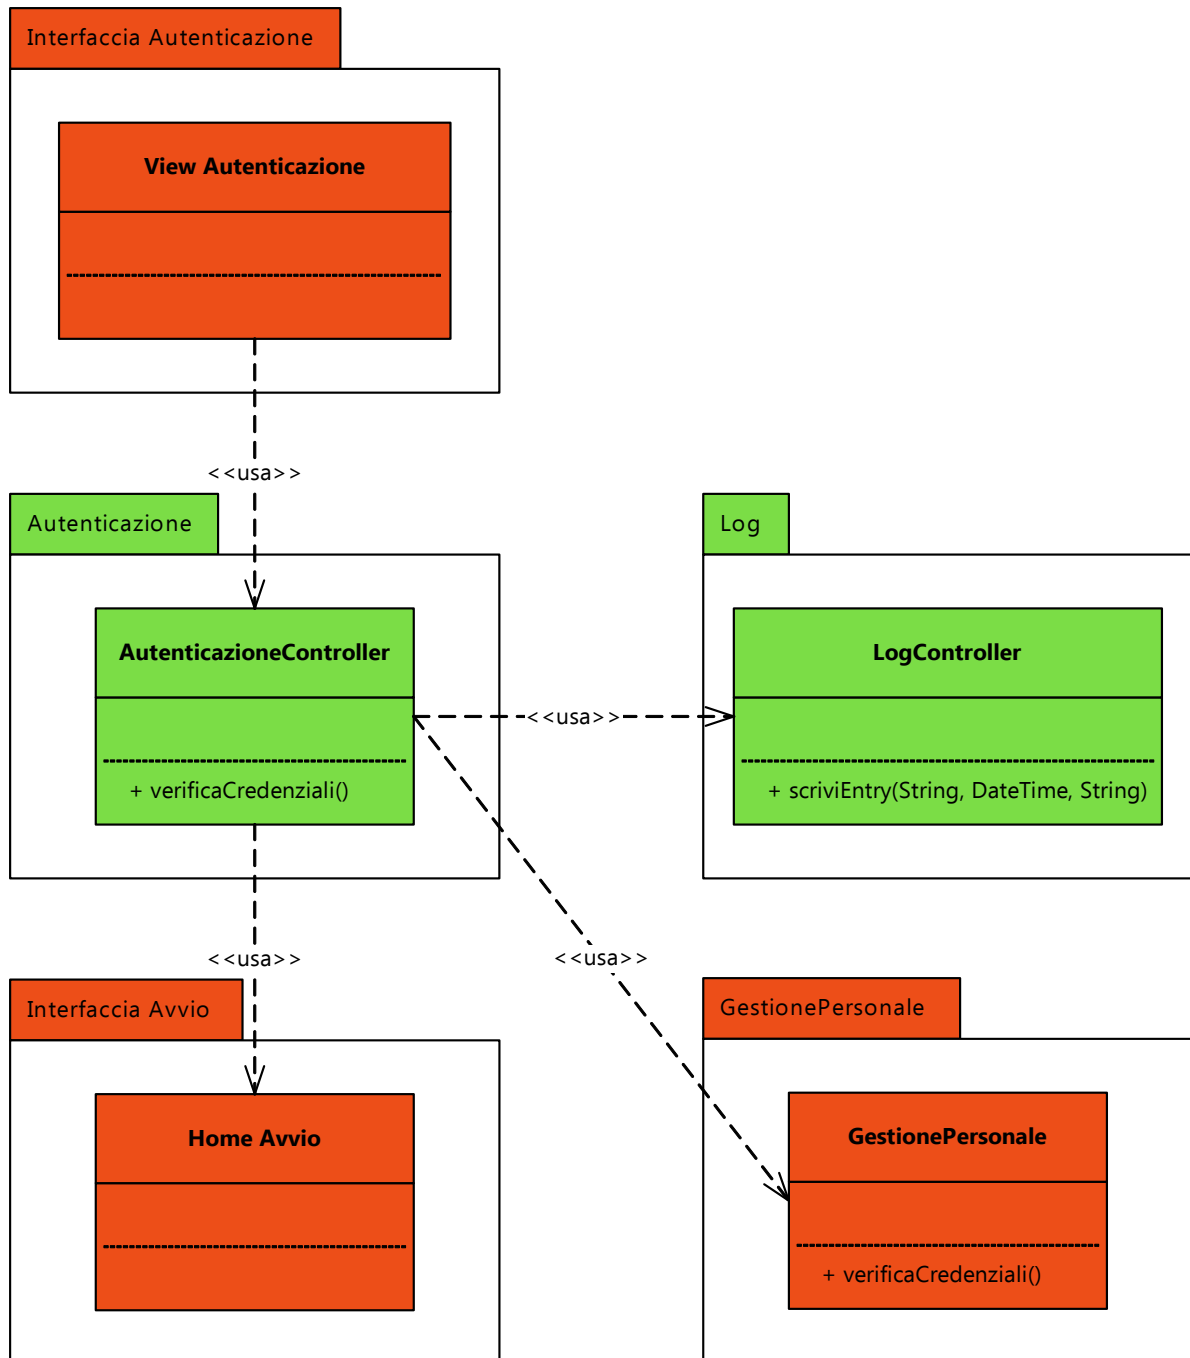 Interfaccia Autenticazione
View Autenticazione
<<usa>>
Autenticazione
Log
AutenticazioneController
LogController
<<usa>>
+ verificaCredenziali()
+ scriviEntry(String, DateTime, String)
<<usa>>
<<usa>>
Interfaccia Avvio
GestionePersonale
Home Avvio
GestionePersonale
+ verificaCredenziali()